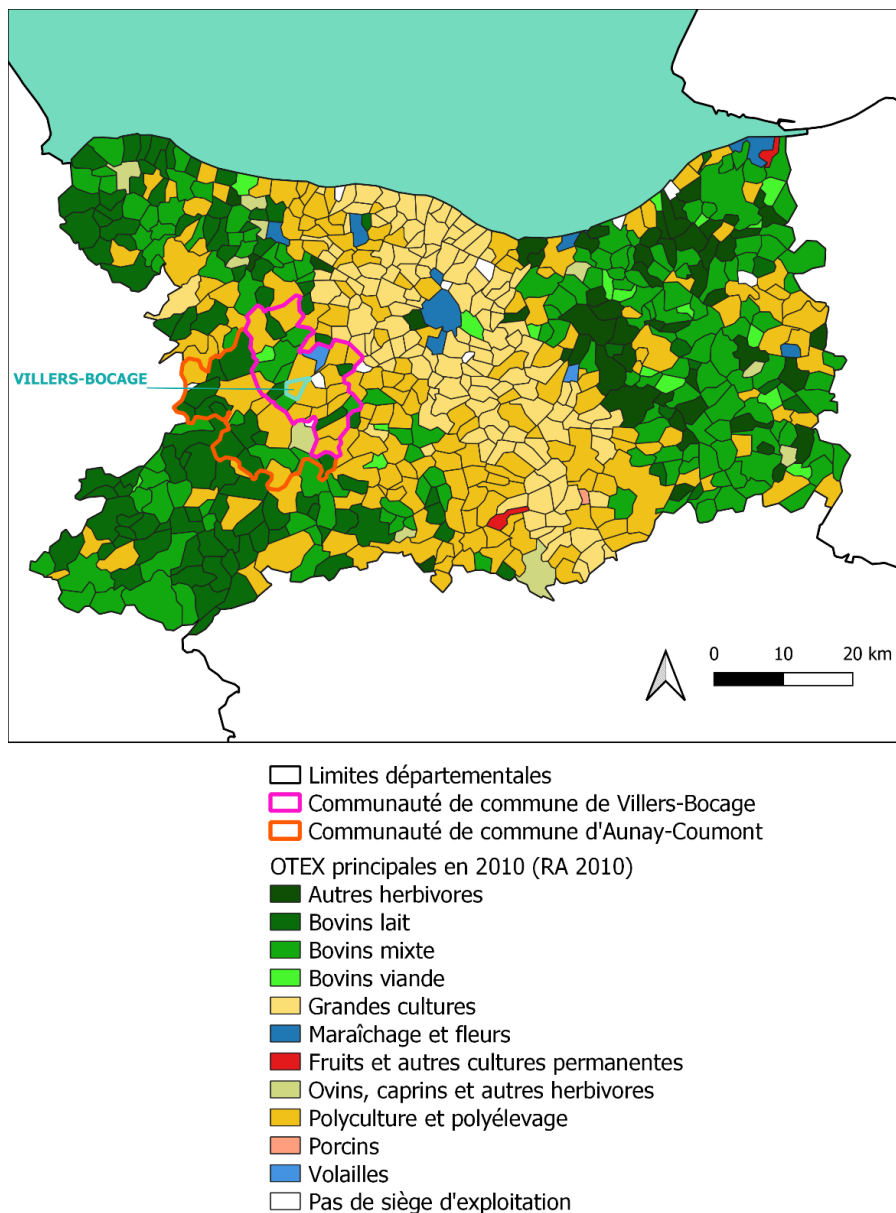 VILLERS-BOCAGE
0 10 20 km
Limites départementales
Communauté de commune de Villers-Bocage
Communauté de commune d'Aunay-Coumont
OTEX principales en 2010 (RA 2010)
Autres herbivores
Bovins lait
Bovins mixte
Bovins viande
Grandes cultures
Maraîchage et fleurs
Fruits et autres cultures permanentes
Ovins, caprins et autres herbivores
Polyculture et polyélevage
Porcins
Volailles
Pas de siège d'exploitation